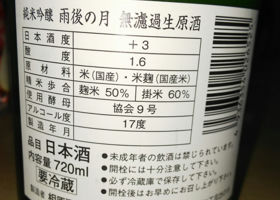 純米吟醸 雨後の月 無濾過生原酒
日本酒度 +3
酸度 1.6
原材料 米(国産)・米麹(国産米)
精米歩合 麹米 50% 掛米 60%
使用酵母 協会9号
アルコール度 17度
製造年月
品目 日本酒
容量 720ml
要冷蔵
●未成年者の飲酒は禁じられています。
●開栓には十分注意して下さい。
●必ず冷蔵庫で保存して下さい。
●開栓後はお早めにお召し上がり下さい。
製造者